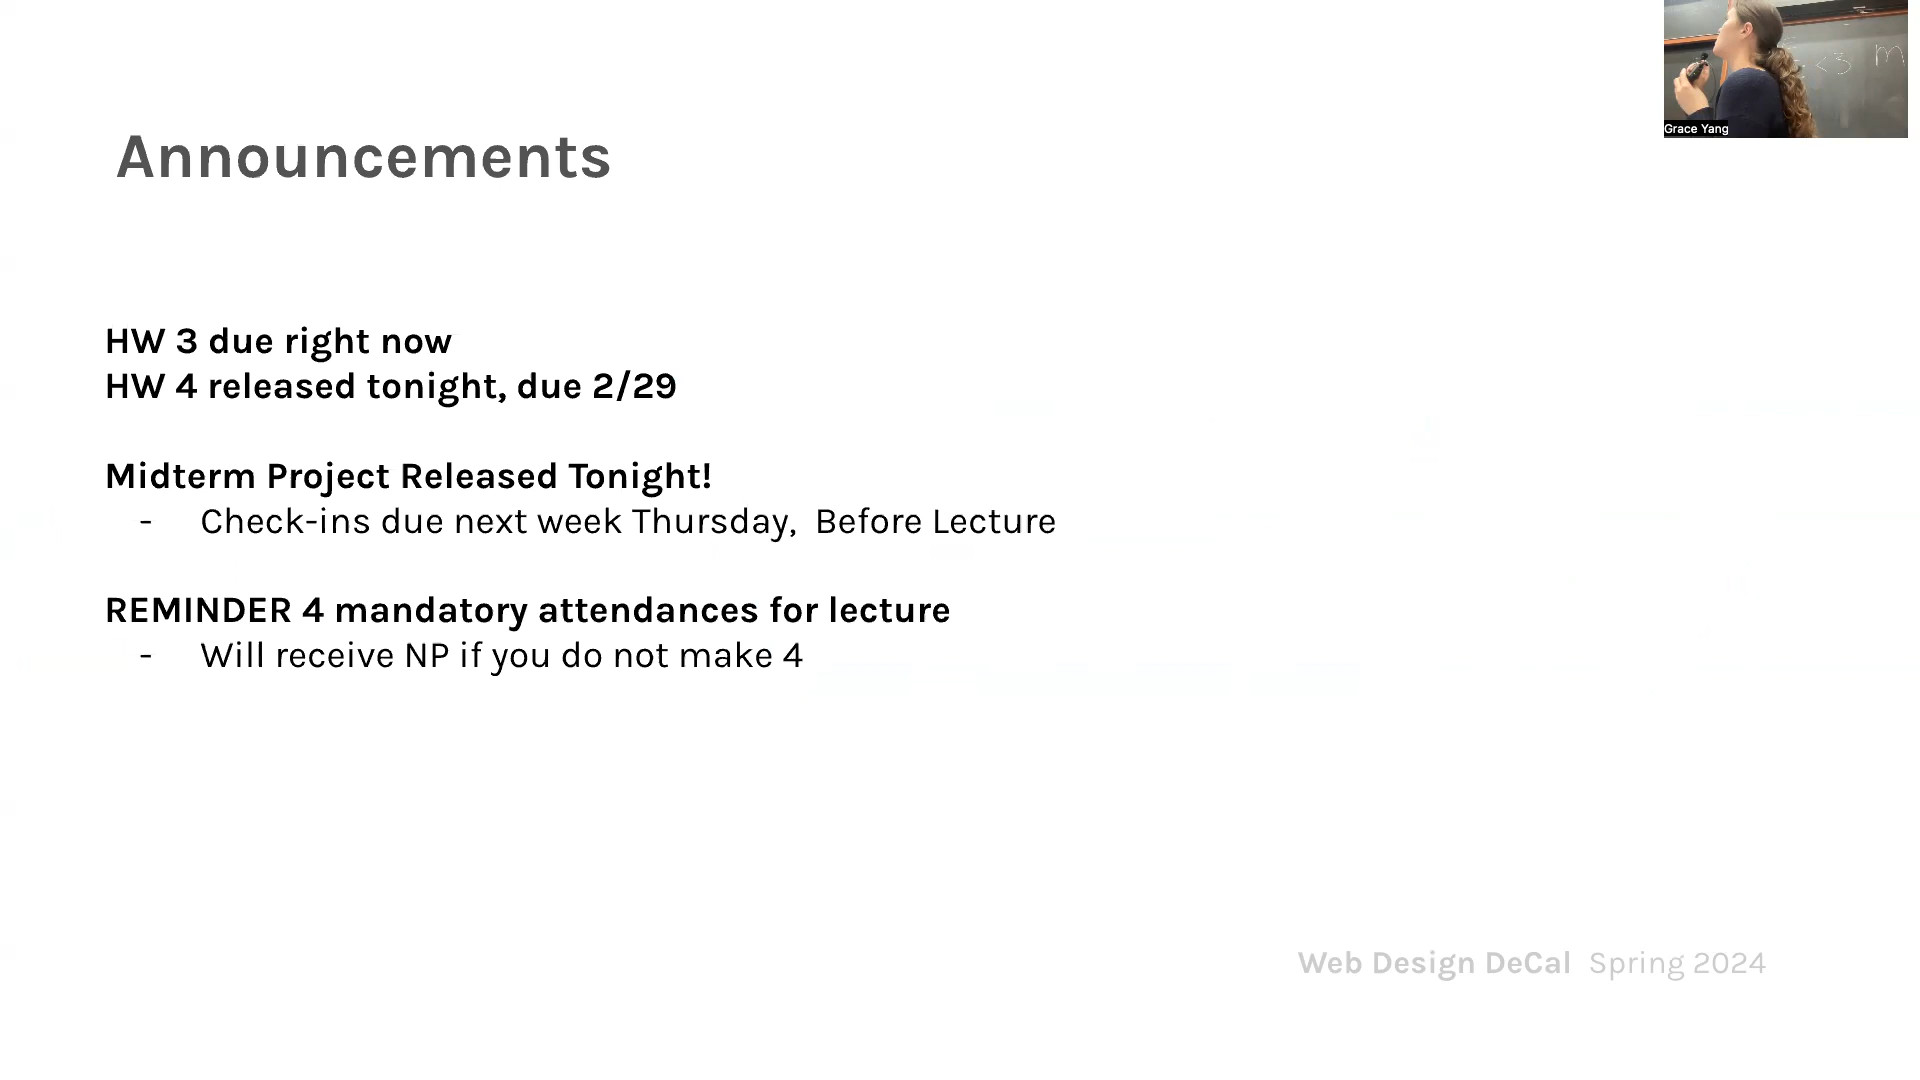 Announcements
HW 3 due right now
HW 4 released tonight, due 2/29
Midterm Project Released Tonight!
- Check-ins due next week Thursday, Before Lecture
REMINDER 4 mandatory attendances for lecture
- Will receive NP if you do not make 4
Web Design DeCal Spring 2024
<3 m
Grace Yang